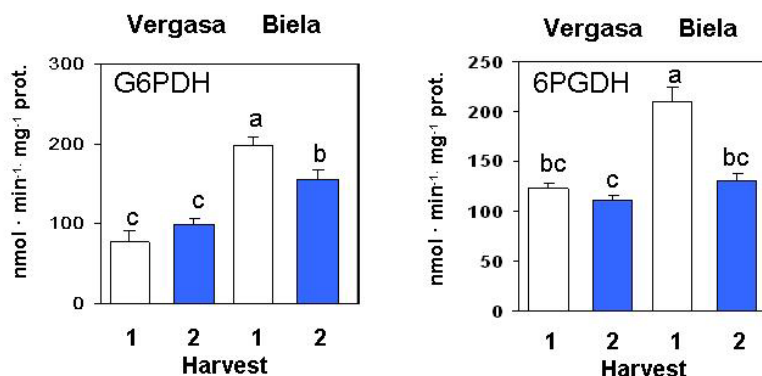 Vergasa Biela
300
G6PDH
200
100
0
nmol · min⁻¹· mg⁻¹ prot.
c
c
a
b
1 2 1 2
Harvest
Vergasa Biela
250
6PGDH
200
150
100
50
0
nmol · min⁻¹· mg⁻¹ prot.
bc
c
a
bc
1 2 1 2
Harvest